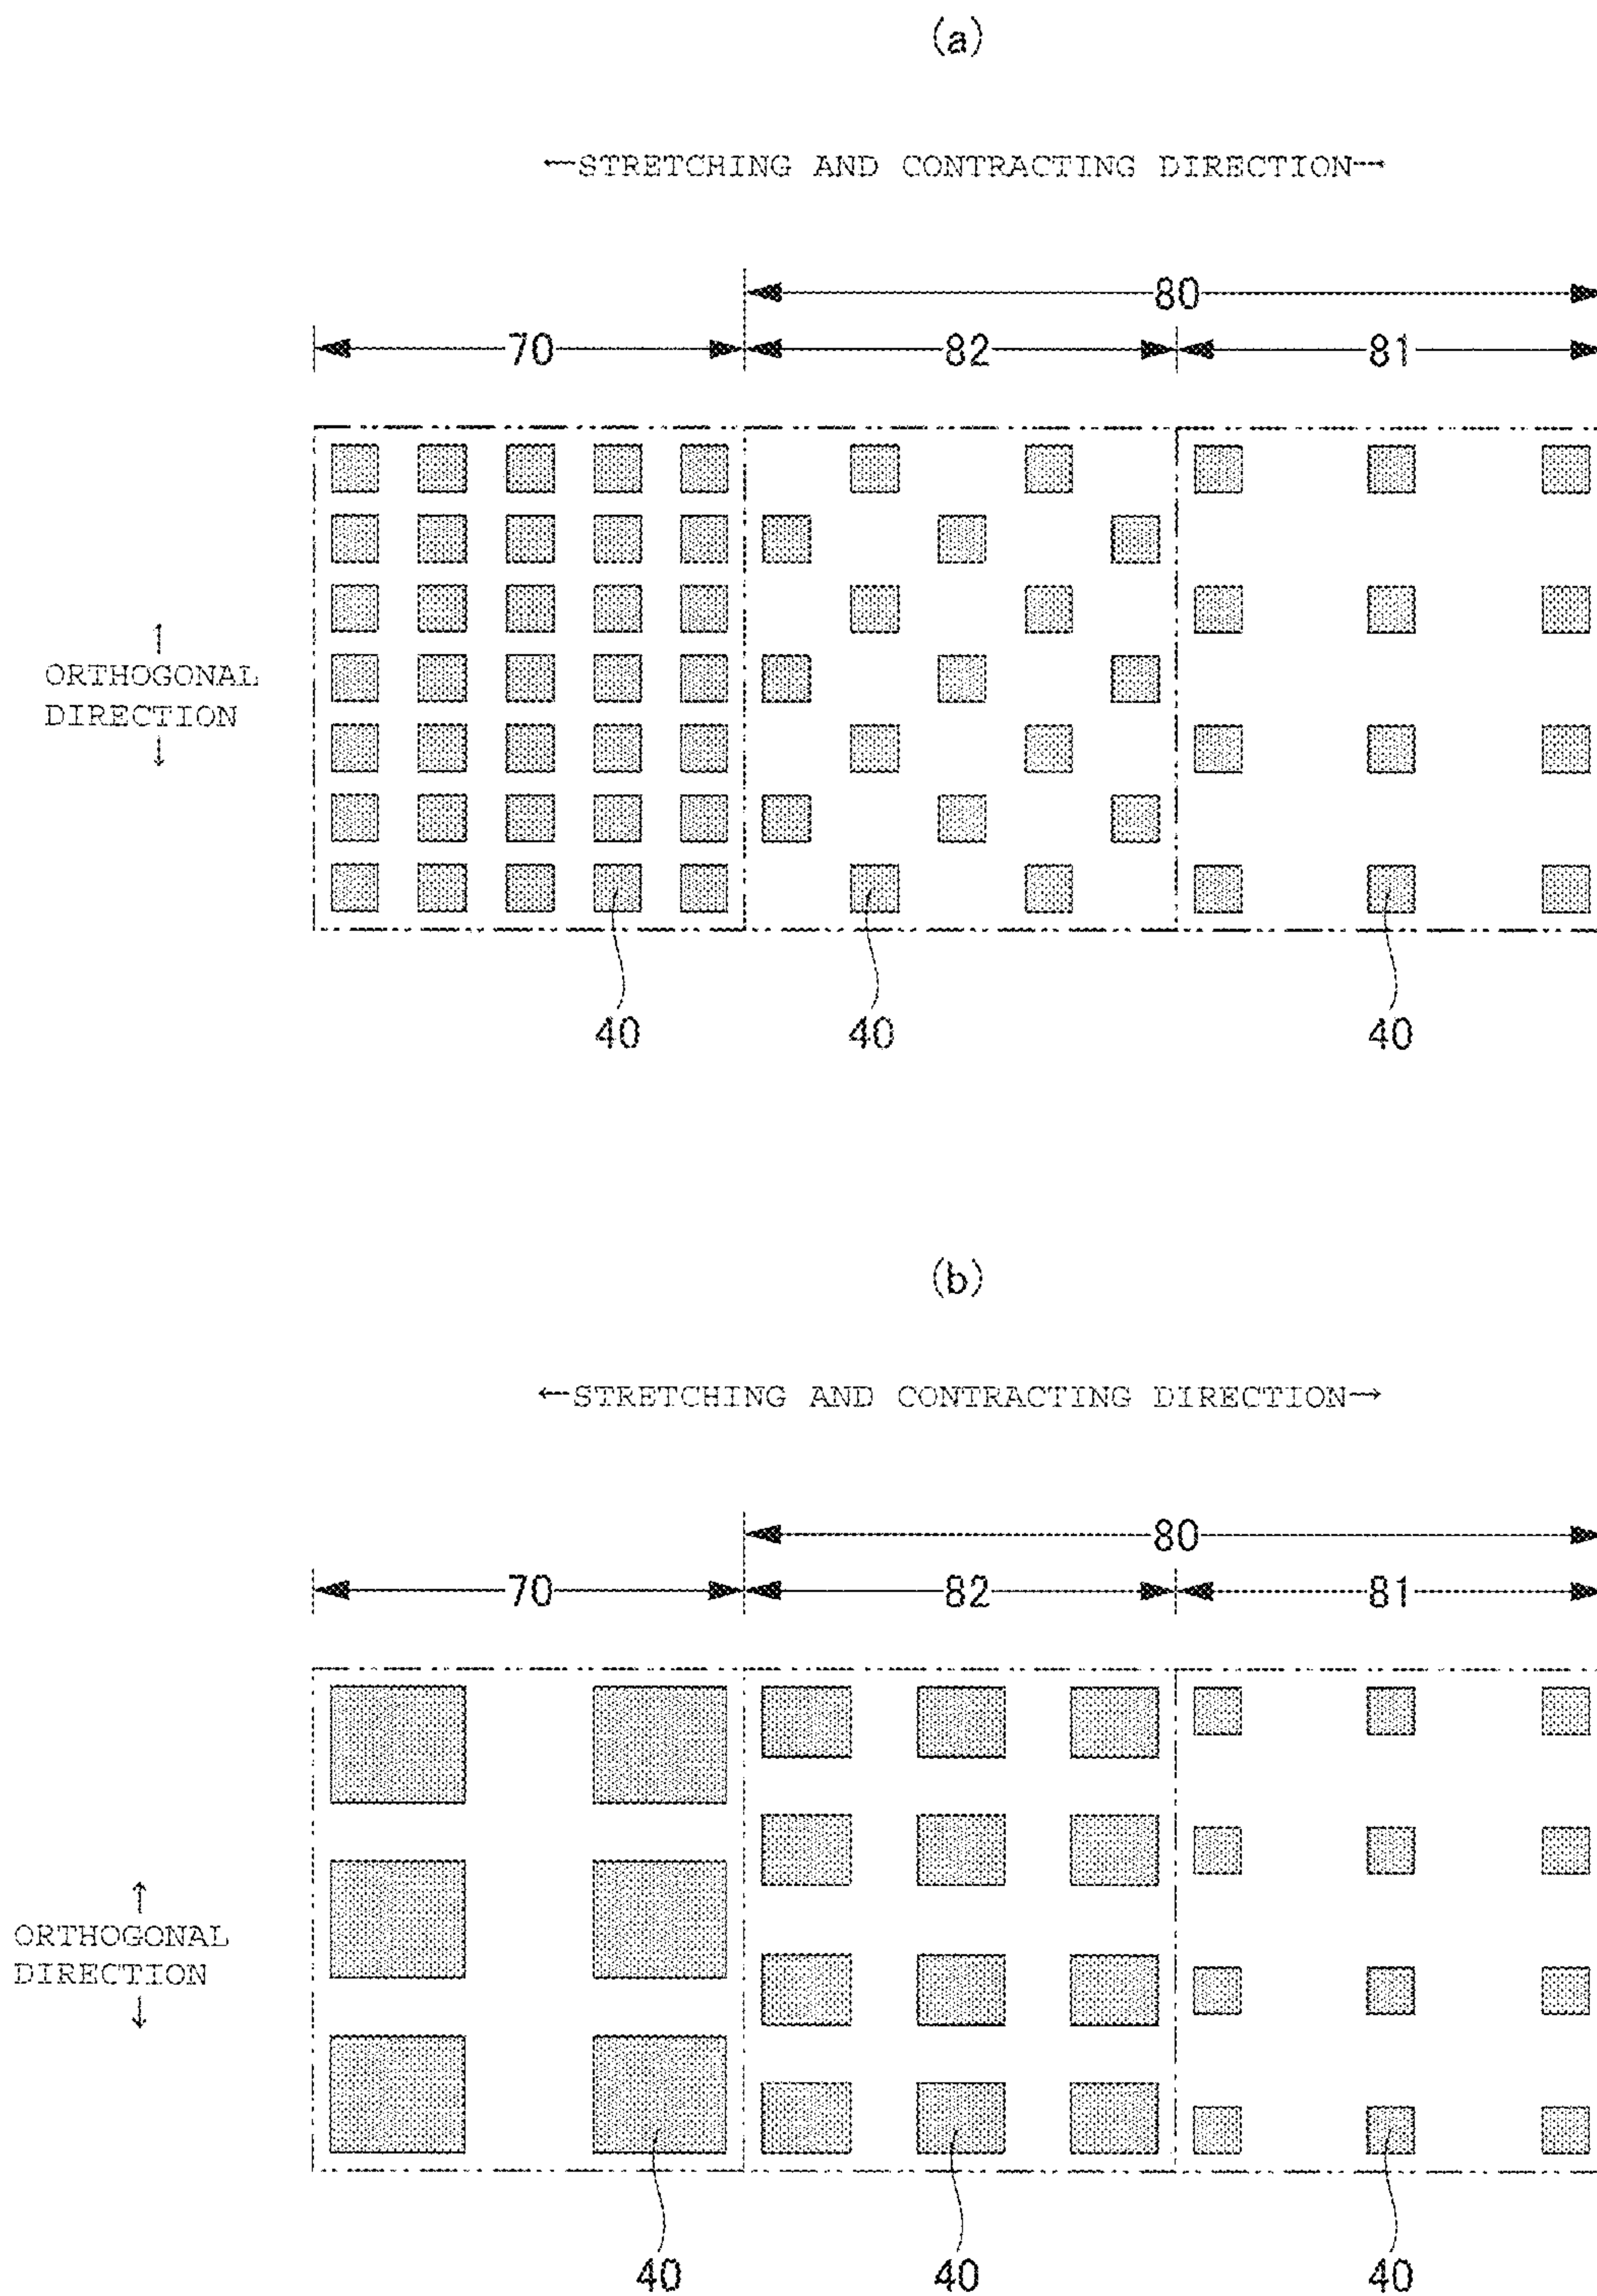 (a)
←STRETCHING AND CONTRACTING DIRECTION→
80
70 82 81
↑
ORTHOGONAL
DIRECTION
↓
40 40 40
(b)
←STRETCHING AND CONTRACTING DIRECTION→
80
70 82 81
↑
ORTHOGONAL
DIRECTION
↓
40 40 40